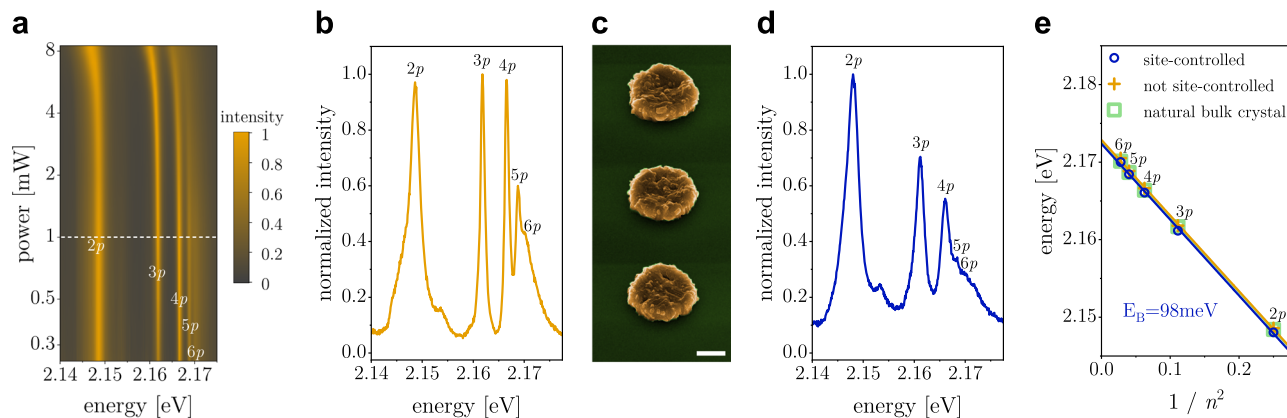 a
8
4
2
1
0.5
0.3
power [mW]
2p
3p
4p
5p
6p
2.14
2.15
2.16
2.17
energy [eV]
intensity
1
0.8
0.6
0.4
0.2
0
b
normalized intensity
1.0
0.8
0.6
0.4
0.2
0.0
2p
3p
4p
5p
6p
2.14
2.15
2.16
2.17
energy [eV]
c
d
normalized intensity
1.0
0.8
0.6
0.4
0.2
0.0
2p
3p
4p
5p
6p
2.14
2.15
2.16
2.17
energy [eV]
e
site-controlled
not site-controlled
natural bulk crystal
energy [eV]
2.18
2.17
2.16
2.15
6p
5p
4p
3p
2p
E_B=98meV
0.0
0.1
0.2
1 / n²